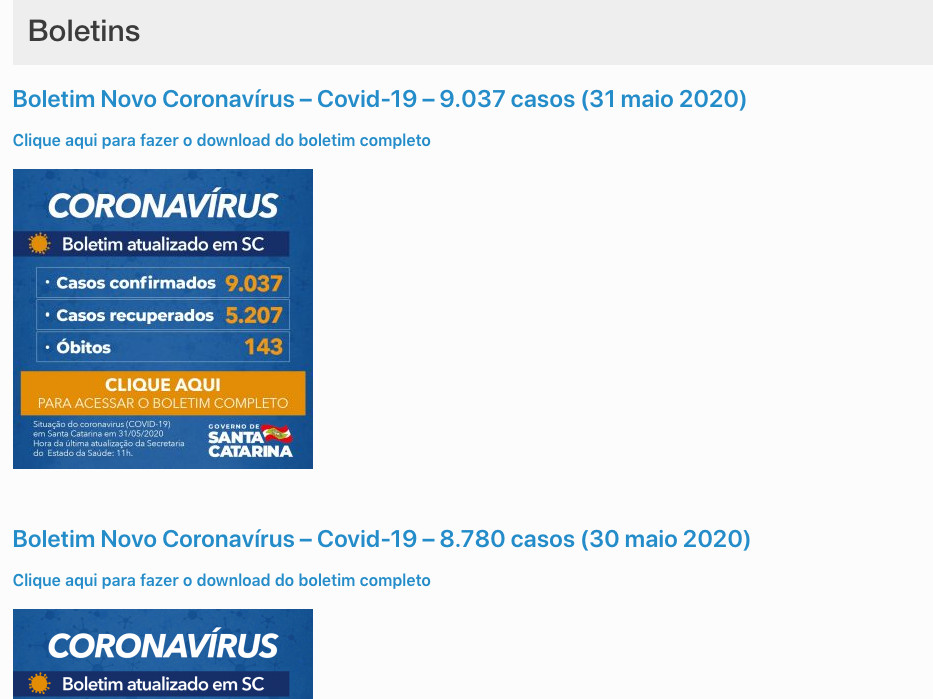 Boletins
Boletim Novo Coronavírus – Covid-19 – 9.037 casos (31 maio 2020)
Clique aqui para fazer o download do boletim completo
CORONAVÍRUS
Boletim atualizado em SC
· Casos confirmados 9.037
· Casos recuperados 5.207
· Óbitos 143
CLIQUE AQUI
PARA ACESSAR O BOLETIM COMPLETO
Situação do coronavirus (COVID-19)
em Santa Catarina em 31/05/2020
Hora da última atualização da Secretaria
do Estado da Saúde: 11h.
GOVERNO DE
SANTA
CATARINA
Boletim Novo Coronavírus – Covid-19 – 8.780 casos (30 maio 2020)
Clique aqui para fazer o download do boletim completo
CORONAVÍRUS
Boletim atualizado em SC